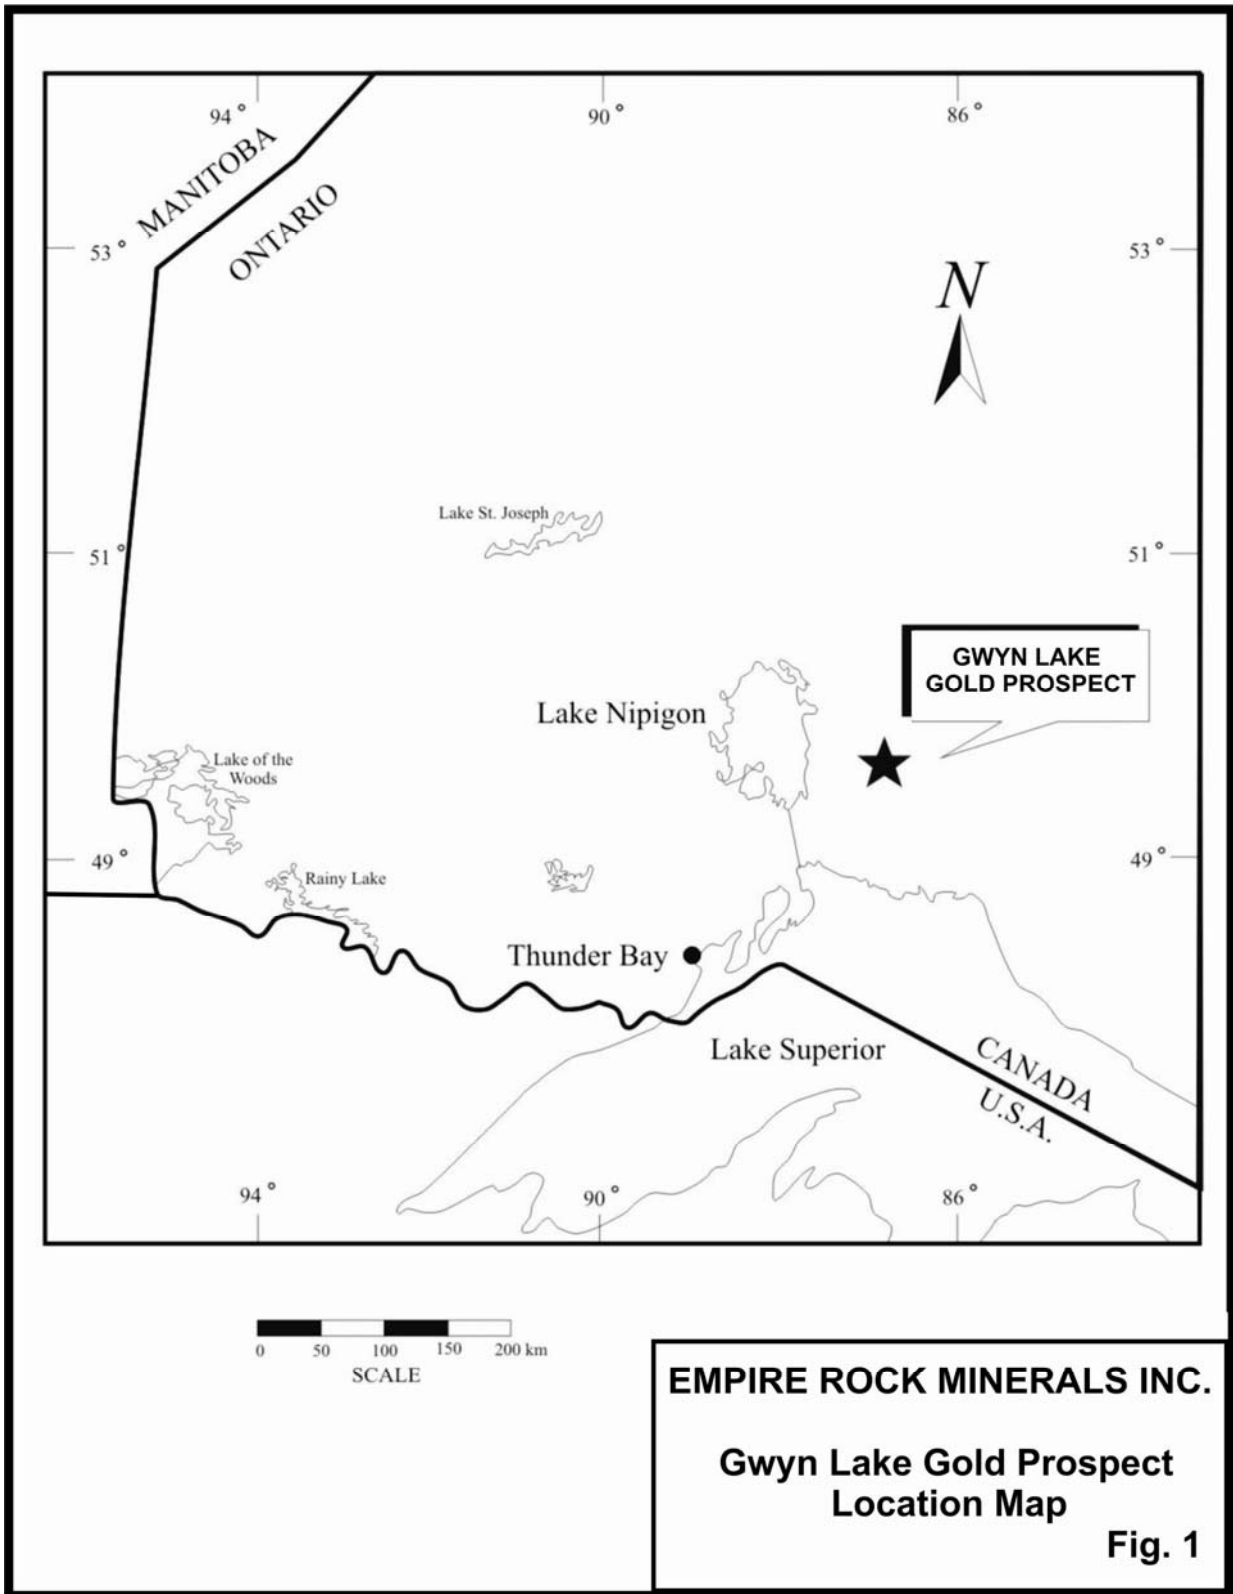 94°
90°
86°
MANITOBA
ONTARIO
53°
53°
N
Lake St. Joseph
51°
51°
GWYN LAKE
GOLD PROSPECT
Lake Nipigon
Lake of the
Woods
49°
49°
Rainy Lake
Thunder Bay
Lake Superior
CANADA
U.S.A.
94°
90°
86°
0 50 100 150 200 km
SCALE
EMPIRE ROCK MINERALS INC.
Gwyn Lake Gold Prospect
Location Map
Fig. 1